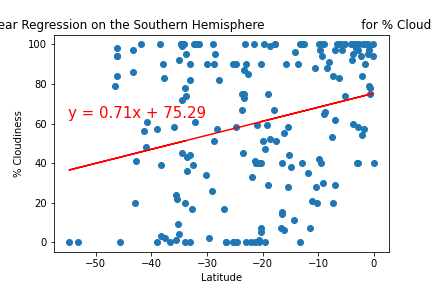 ear Regression on the Southern Hemisphere for % Cloud
100
80
60
40
20
0
% Cloudiness
y = 0.71x + 75.29
−50 −40 −30 −20 −10 0
Latitude